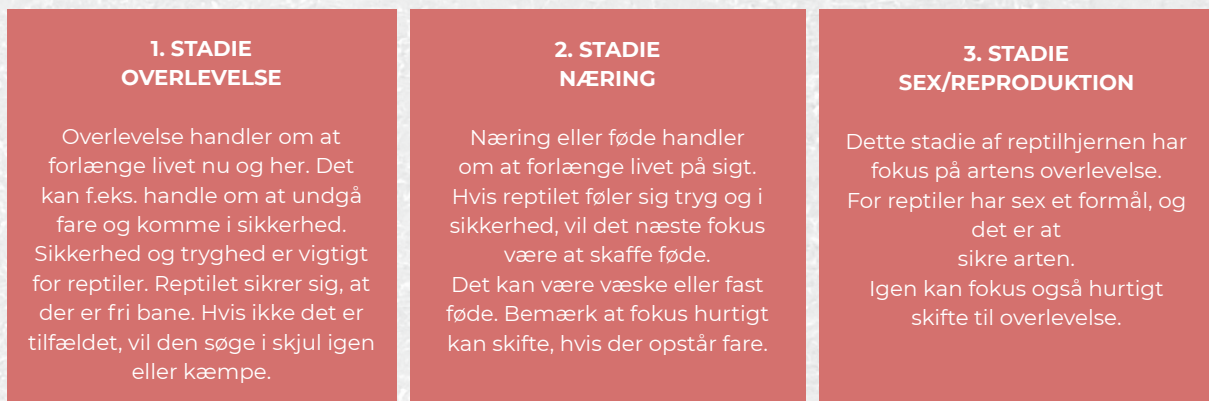 1. STADIE
OVERLEVELSE
Overlevelse handler om at
forlænge livet nu og her. Det
kan f.eks. handle om at undgå
fare og komme i sikkerhed.
Sikkerhed og tryghed er vigtigt
for reptiler. Reptilet sikrer sig, at
der er fri bane. Hvis ikke det er
tilfældet, vil den søge i skjul igen
eller kæmpe.
2. STADIE
NÆRING
Næring eller føde handler
om at forlænge livet på sigt.
Hvis reptilet føler sig tryg og i
sikkerhed, vil det næste fokus
være at skaffe føde.
Det kan være væske eller fast
føde. Bemærk at fokus hurtigt
kan skifte, hvis der opstår fare.
3. STADIE
SEX/REPRODUKTION
Dette stadie af reptilhjernen har
fokus på artens overlevelse.
For reptiler har sex et formål, og
det er at
sikre arten.
Igen kan fokus også hurtigt
skifte til overlevelse.